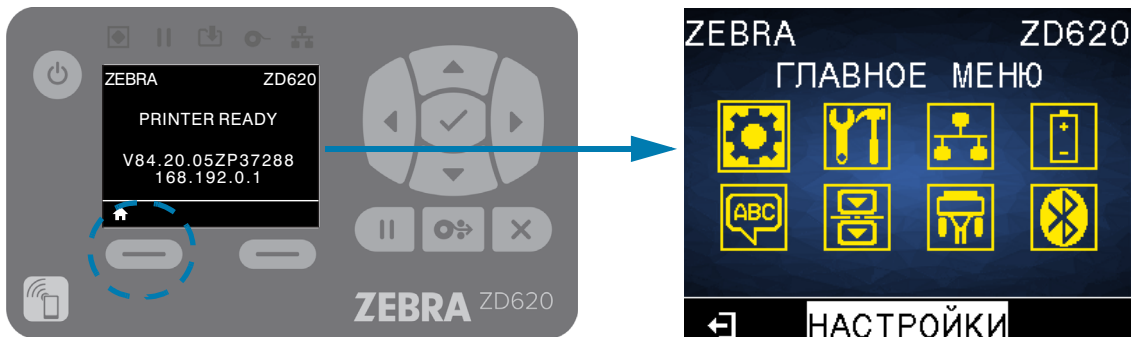 ZEBRA ZD620
PRINTER READY
V84.20.05ZP37288
168.192.0.1
ZEBRA ZD620
ZEBRA ZD620
ГЛАВНОЕ МЕНЮ
ABC
НАСТРОЙКИ